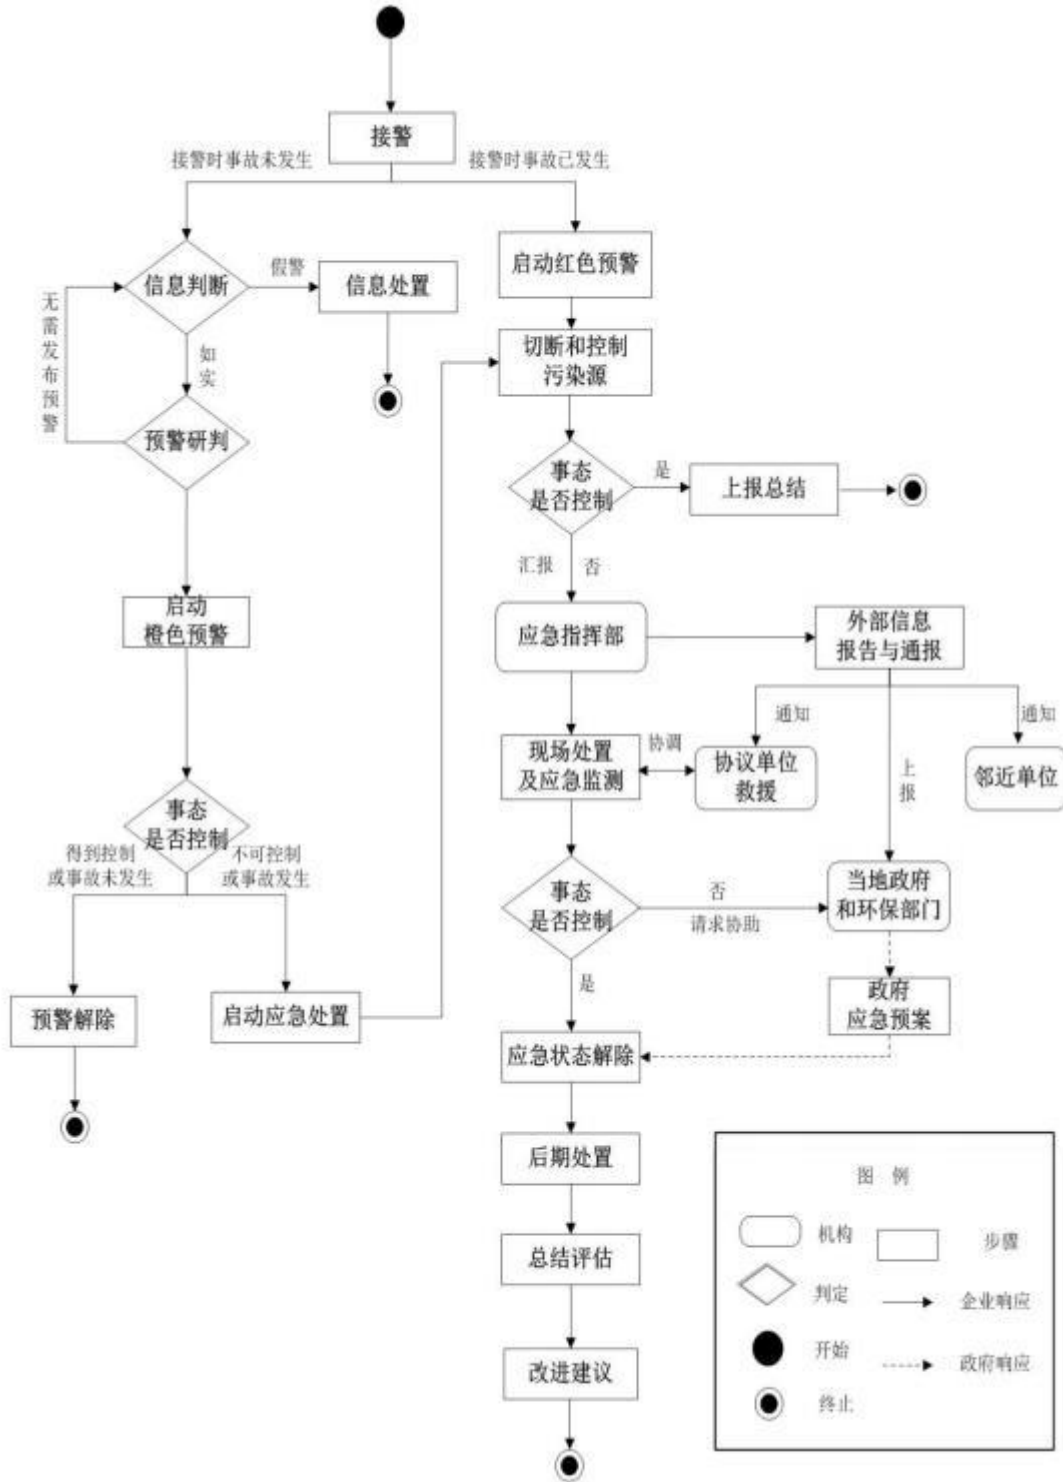 接警
接警时事故未发生
接警时事故已发生
启动红色预警
信息判断
假警
信息处置
无需发布预警
如实
切断和控制
污染源
预警研判
事态
是否控制
是
上报总结
汇报
否
启动
橙色预警
应急指挥部
外部信息
报告与通报
通知
通知
现场处置
及应急监测
协调
协议单位
救援
上报
邻近单位
事态
是否控制
得到控制
或事故未发生
不可控制
或事故发生
事态
是否控制
否
请求协助
当地政府
和环保部门
是
预警解除
启动应急处置
政府
应急预案
应急状态解除
后期处置
总结评估
改进建议
图 例
机构
步骤
判定
企业响应
开始
政府响应
终止